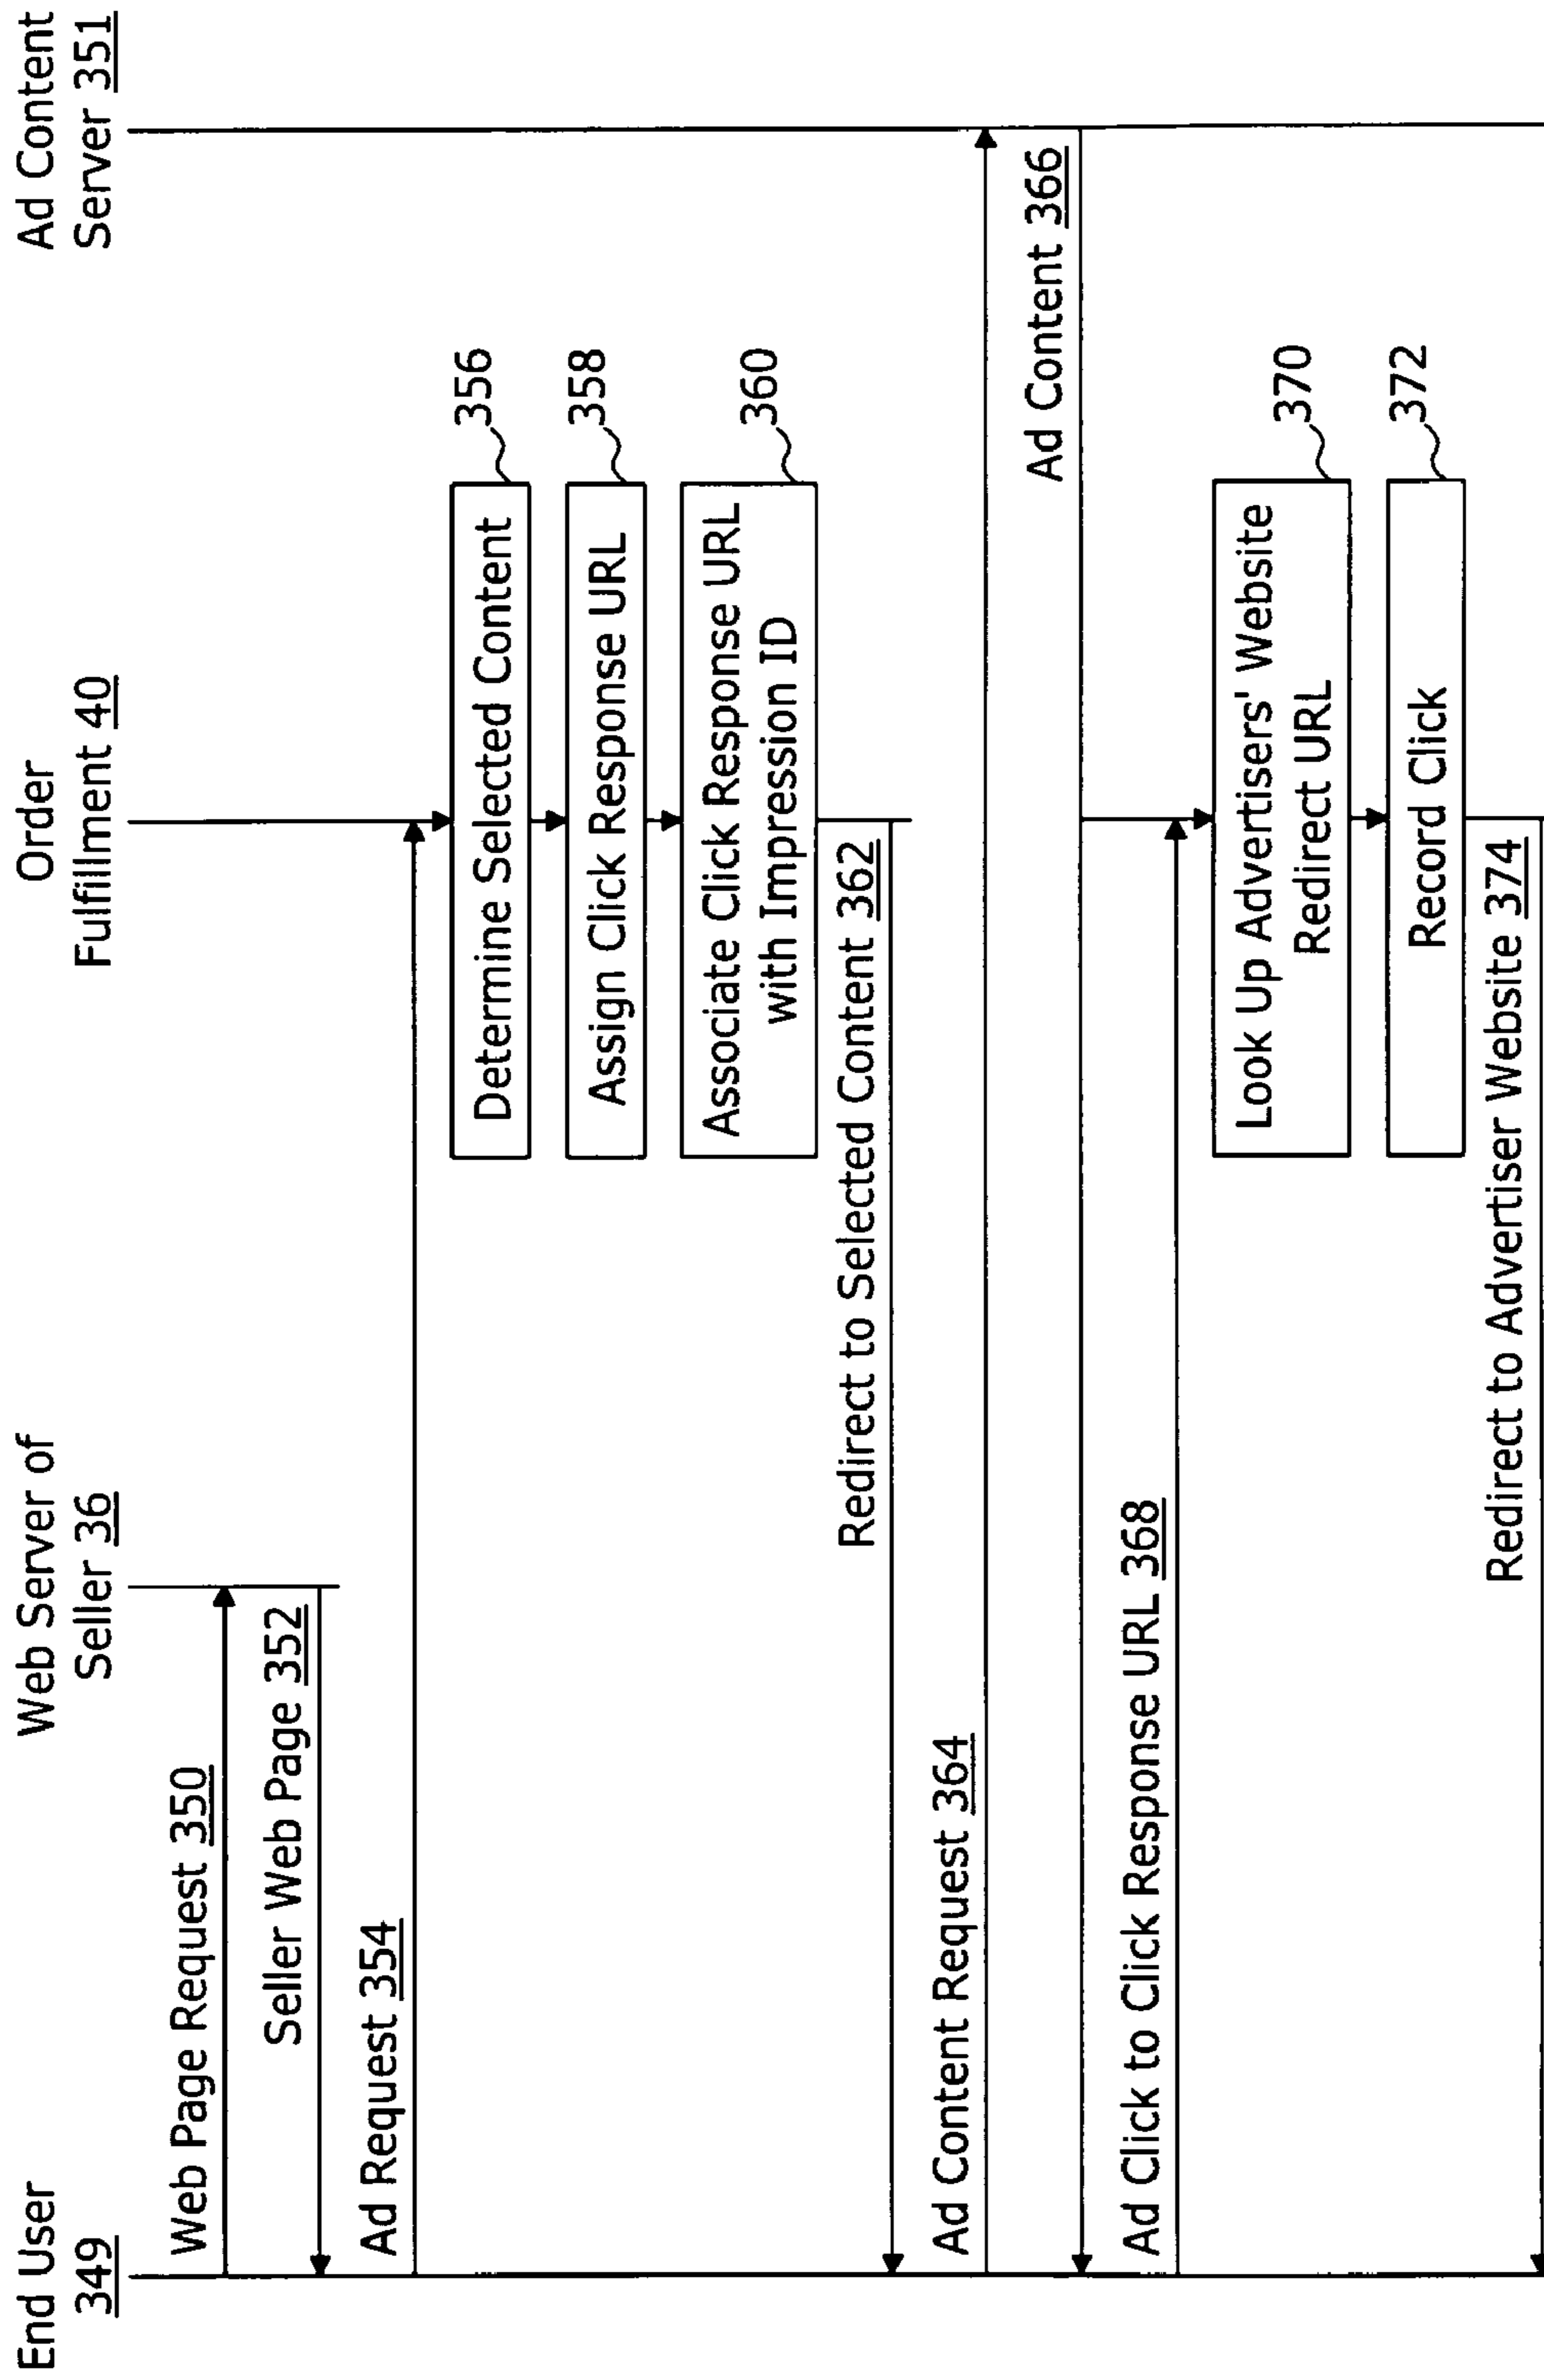 End User
349
Web Server of
Seller 36
Order
Fulfillment 40
Ad Content
Server 351
Web Page Request 350
Seller Web Page 352
Ad Request 354
Determine Selected Content
356
Assign Click Response URL
358
Associate Click Response URL
with Impression ID
360
Redirect to Selected Content 362
Ad Content Request 364
Ad Content 366
Ad Click to Click Response URL 368
Look Up Advertisers' Website
Redirect URL
370
Record Click
372
Redirect to Advertiser Website 374